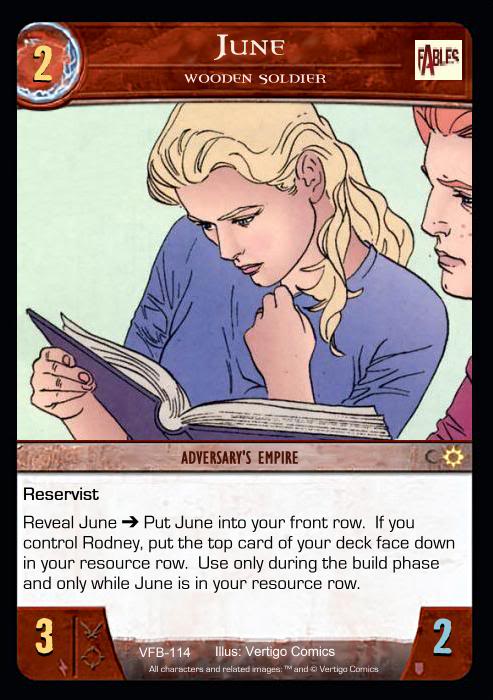 2
JUNE
FABLES
WOODEN SOLDIER
ADVERSARY'S EMPIRE
Reservist
Reveal June ➔ Put June into your front row. If you
control Rodney, put the top card of your deck face down
in your resource row. Use only during the build phase
and only while June is in your resource row.
3
2
VFB-114 Illus: Vertigo Comics
All characters and related images: ™ and © Vertigo Comics